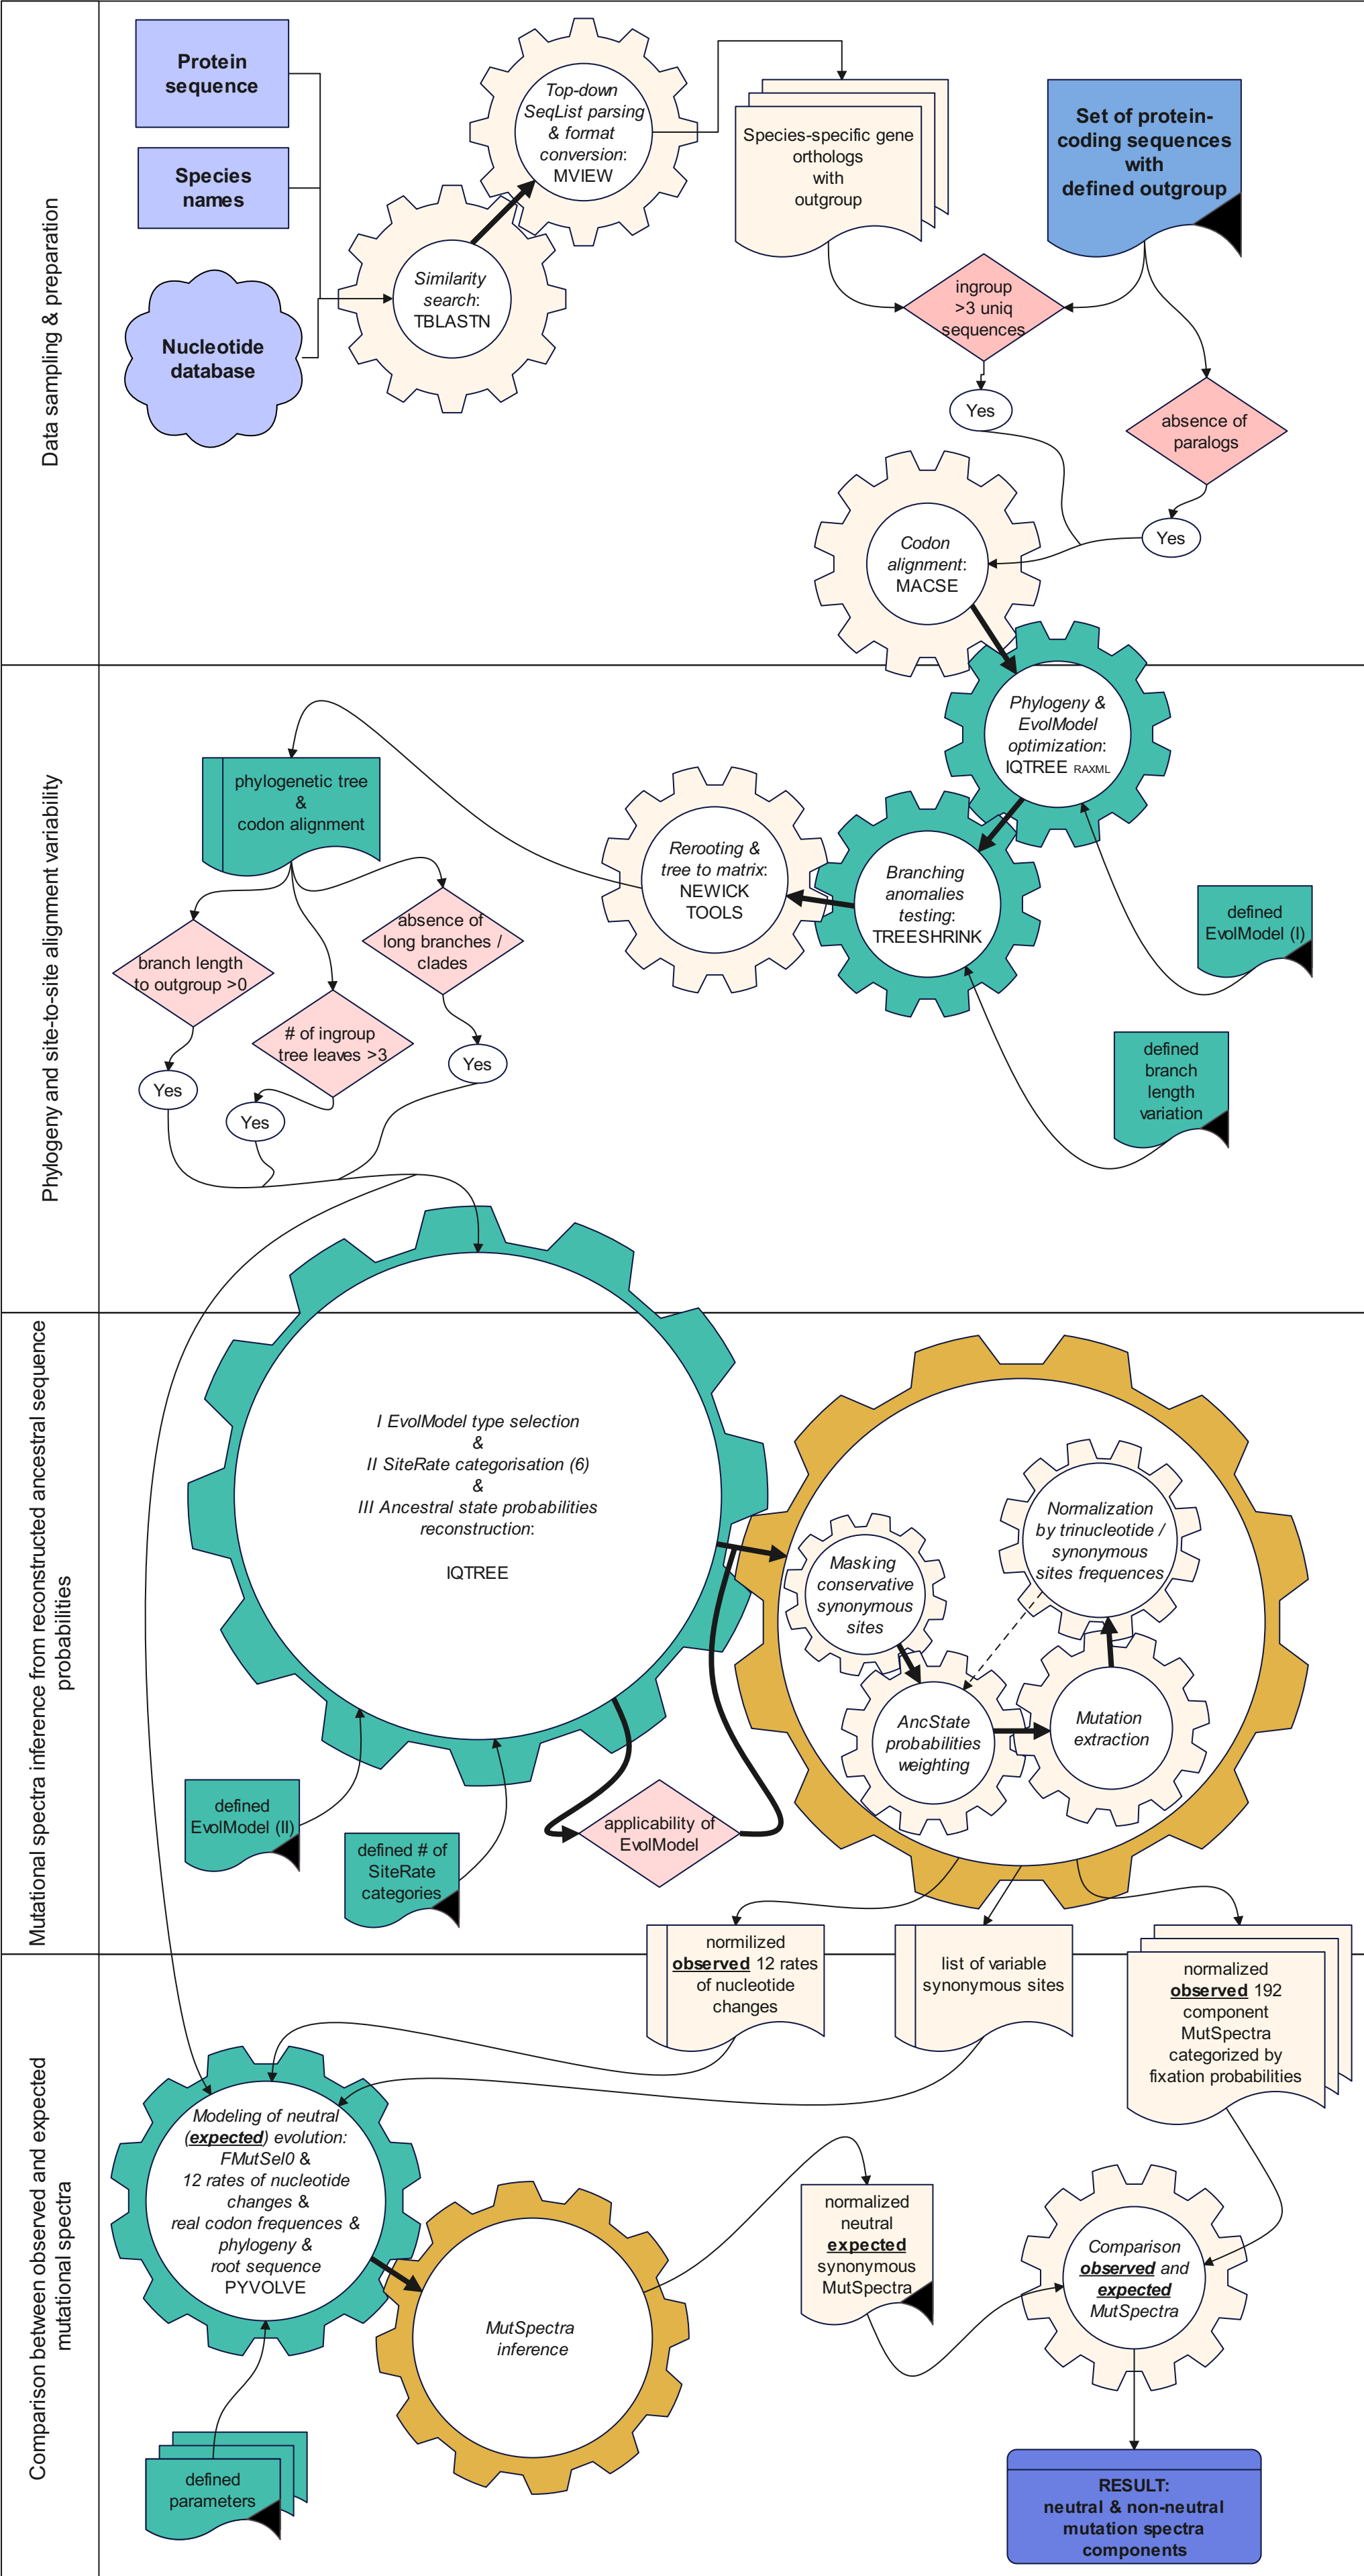 Data sampling & preparation
Protein
sequence
Species
names
Nucleotide
database
Similarity
search:
TBLASTN
Top-down
SeqList parsing
& format
conversion:
MVIEW
Species-specific gene
orthologs
with
outgroup
Set of protein-
coding sequences
with
defined outgroup
ingroup
>3 uniq
sequences
Yes
absence of
paralogs
Yes
Codon
alignment:
MACSE
Phylogeny and site-to-site alignment variability
Phylogeny &
EvolModel
optimization:
IQTREE RAXML
Branching
anomalies
testing:
TREESHRINK
Rerooting &
tree to matrix:
NEWICK
TOOLS
phylogenetic tree
&
codon alignment
defined
EvolModel (I)
defined
branch
length
variation
branch length
to outgroup >0
# of ingroup
tree leaves >3
absence of
long branches /
clades
Yes
Yes
Yes
Mutational spectra inference from reconstructed ancestral sequence
probabilities
I EvolModel type selection
&
II SiteRate categorisation (6)
&
III Ancestral state probabilities
reconstruction:
IQTREE
Masking
conservative
synonymous
sites
Normalization
by trinucleotide /
synonymous
sites frequences
AncState
probabilities
weighting
Mutation
extraction
defined
EvolModel (II)
defined # of
SiteRate
categories
applicability of
EvolModel
normilized
observed 12 rates
of nucleotide
changes
list of variable
synonymous sites
normalized
observed 192
component
MutSpectra
categorized by
fixation probabilities
Comparison between observed and expected
mutational spectra
Modeling of neutral
(expected) evolution:
FMutSel0 &
12 rates of nucleotide
changes &
real codon frequences &
phylogeny &
root sequence
PYVOLVE
MutSpectra
inference
normalized
neutral
expected
synonymous
MutSpectra
Comparison
observed and
expected
MutSpectra
defined
parameters
RESULT:
neutral & non-neutral
mutation spectra
components